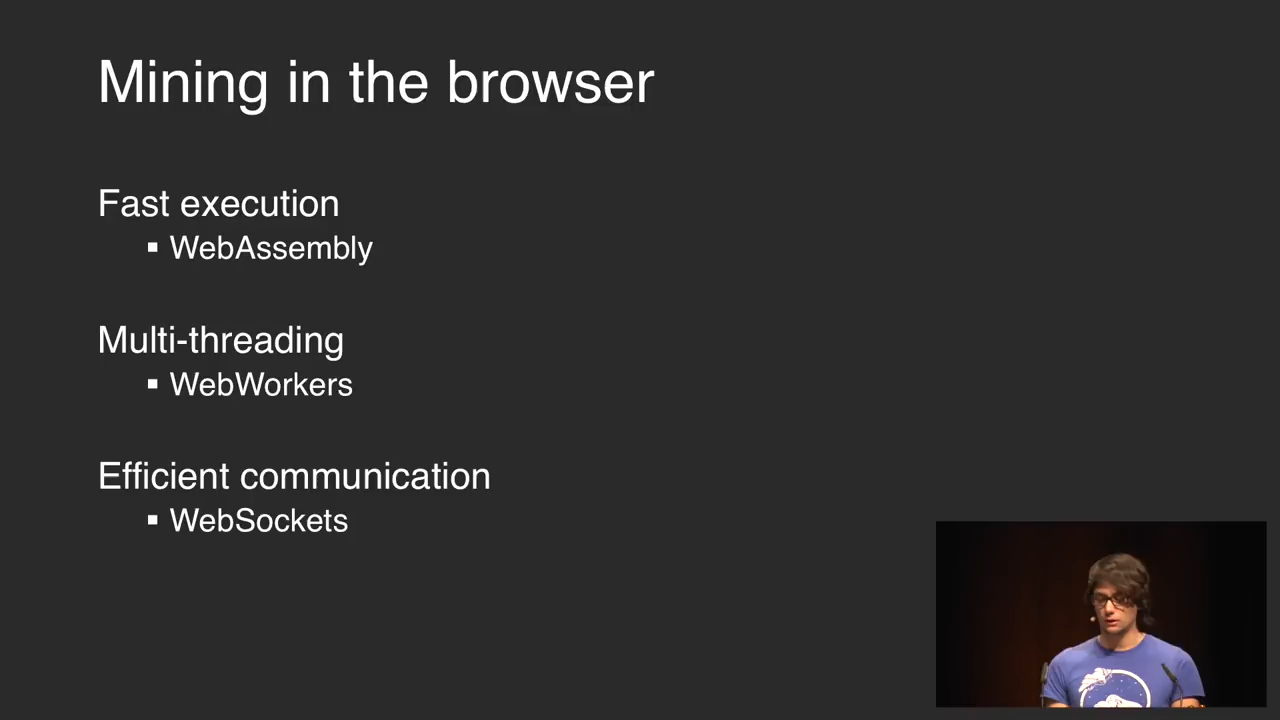 Mining in the browser
Fast execution
▪ WebAssembly
Multi-threading
▪ WebWorkers
Efficient communication
▪ WebSockets